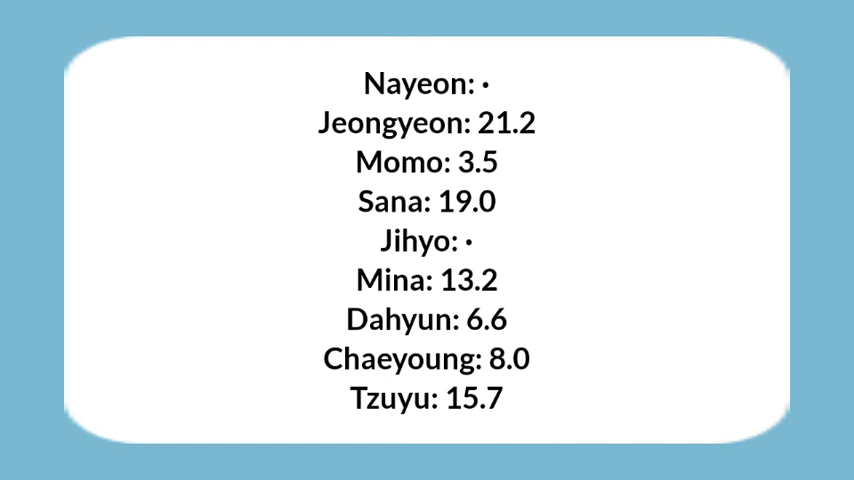 Nayeon: ·
Jeongyeon: 21.2
Momo: 3.5
Sana: 19.0
Jihyo: ·
Mina: 13.2
Dahyun: 6.6
Chaeyoung: 8.0
Tzuyu: 15.7